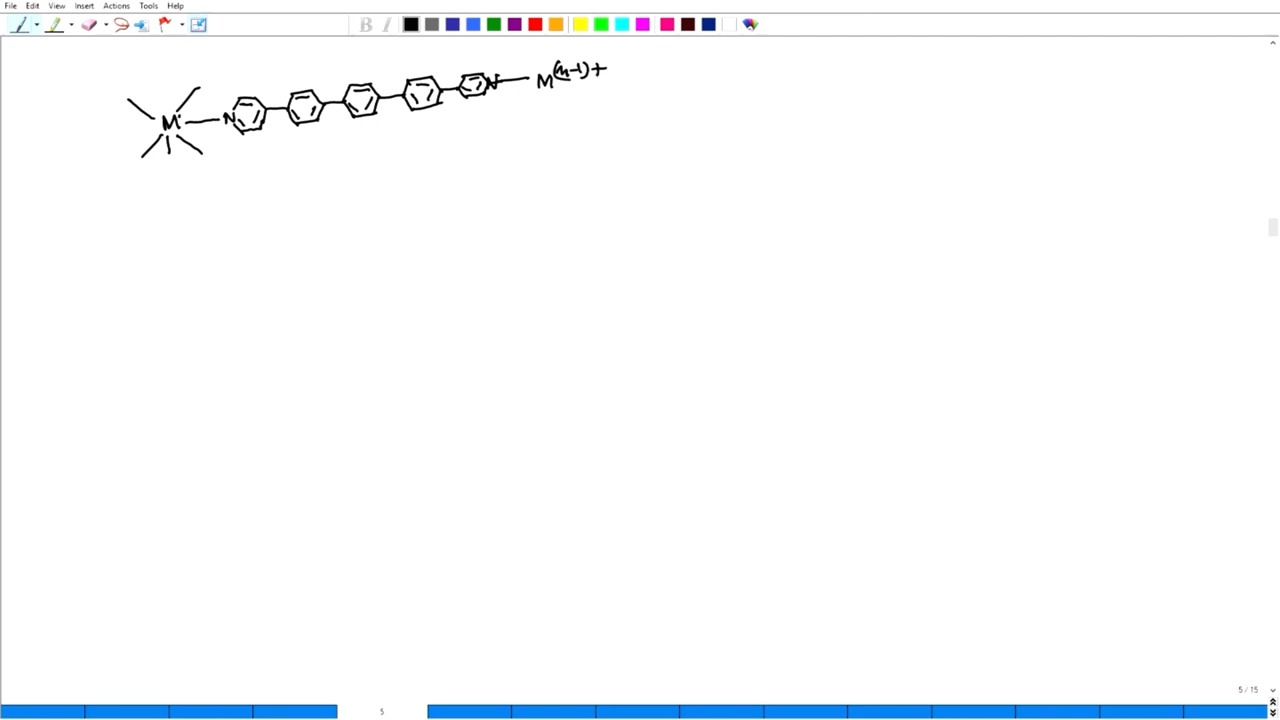 File Edit View Insert Actions Tools Help
B I
M N N M (n-1)+
5 / 15
5